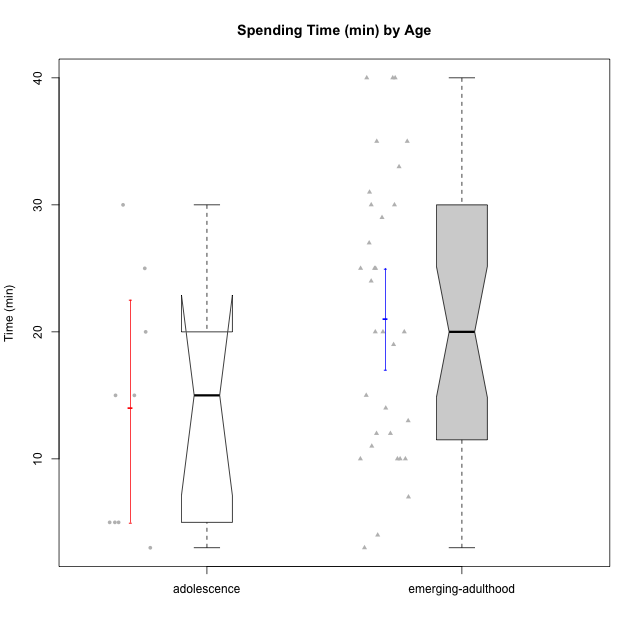 Spending Time (min) by Age
40
30
20
10
Time (min)
adolescence
emerging-adulthood